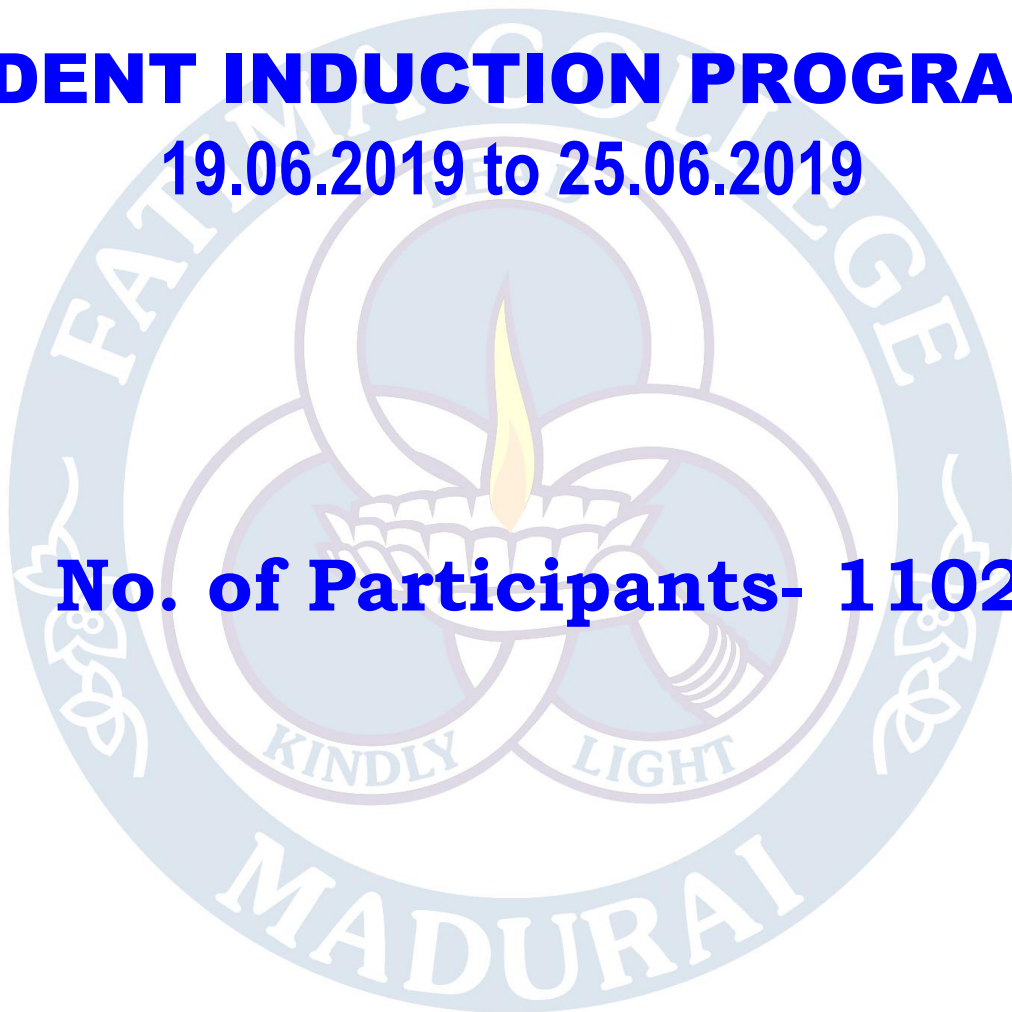 DENT INDUCTION PROGRA
19.06.2019 to 25.06.2019
FATIMA COLLEGE
LEAD
No. of Participants- 1102
KINDLY LIGHT
MADURAI